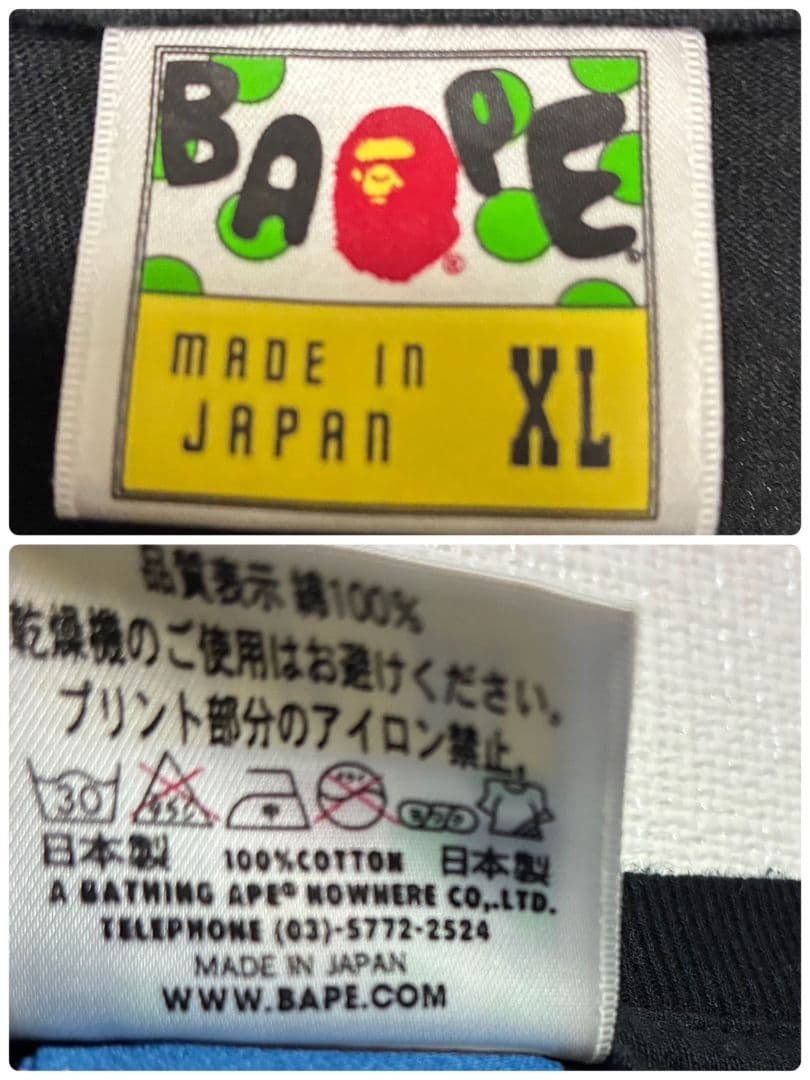 BAPE®
®
MADE IN XL
JAPAN
品質表示 綿100%
乾燥機のご使用はお避けください。
プリント部分のアイロン禁止。
30
日本製 100%COTTON 日本製
A BATHING APE® NOWHERE CO,.LTD.
TELEPHONE (03)-5772-2524
MADE IN JAPAN
WWW.BAPE.COM